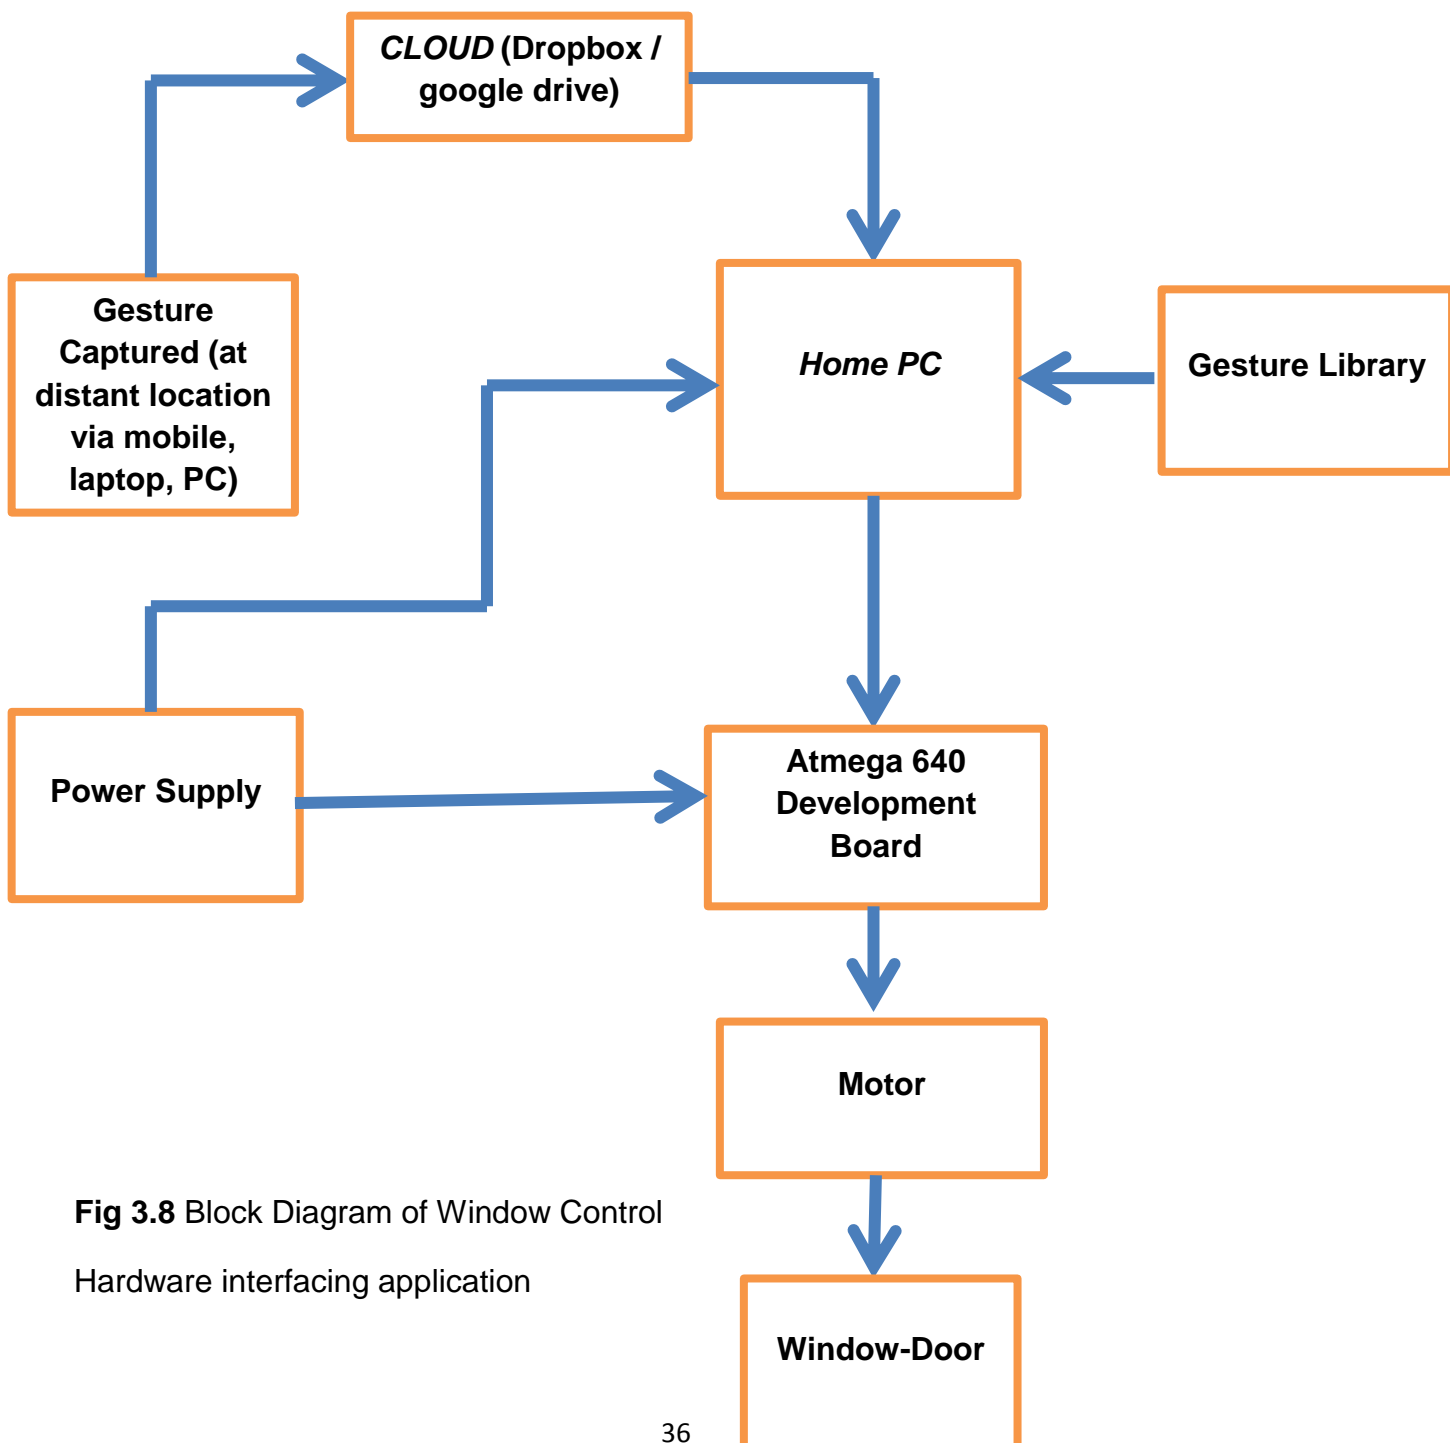 CLOUD (Dropbox /
google drive)
Gesture
Captured (at
distant location
via mobile,
laptop, PC)
Home PC
Gesture Library
Power Supply
Atmega 640
Development
Board
Motor
Fig 3.8 Block Diagram of Window Control
Hardware interfacing application
Window-Door
36